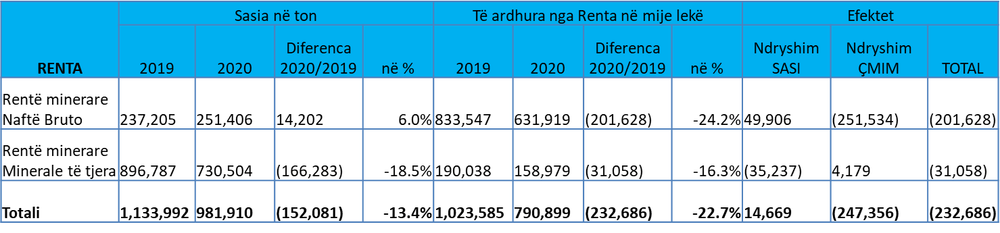 Sasia në ton Të ardhura nga Renta në mije lekë Efektet
RENTA 2019 2020 Diferenca 2020/2019 në % 2019 2020 Diferenca 2020/2019 në % Ndryshim SASI Ndryshim ÇMIM TOTAL
Rentë minerare
Naftë Bruto 237,205 251,406 14,202 6.0% 833,547 631,919 (201,628) -24.2% 49,906 (251,534) (201,628)
Rentë minerare
Minerale të tjera 896,787 730,504 (166,283) -18.5% 190,038 158,979 (31,058) -16.3% (35,237) 4,179 (31,058)
Totali 1,133,992 981,910 (152,081) -13.4% 1,023,585 790,899 (232,686) -22.7% 14,669 (247,356) (232,686)